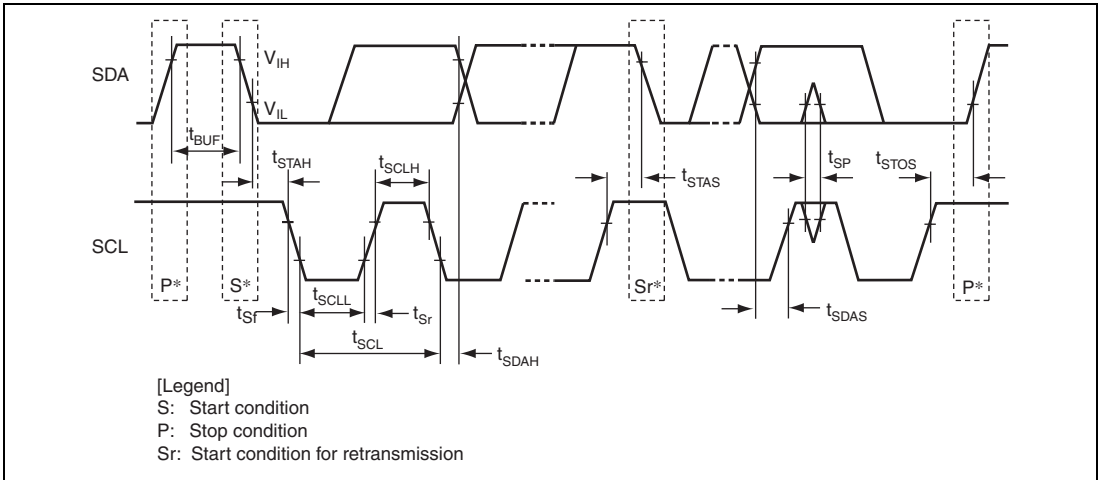 SDA
V_IH
V_IL
t_BUF
t_STAH
t_SCLH
t_STAS
t_SP
t_STOS
SCL
P*
S*
Sr*
P*
t_Sf
t_SCLL
t_Sr
t_SDAS
t_SCL
t_SDAH
[Legend]
S: Start condition
P: Stop condition
Sr: Start condition for retransmission